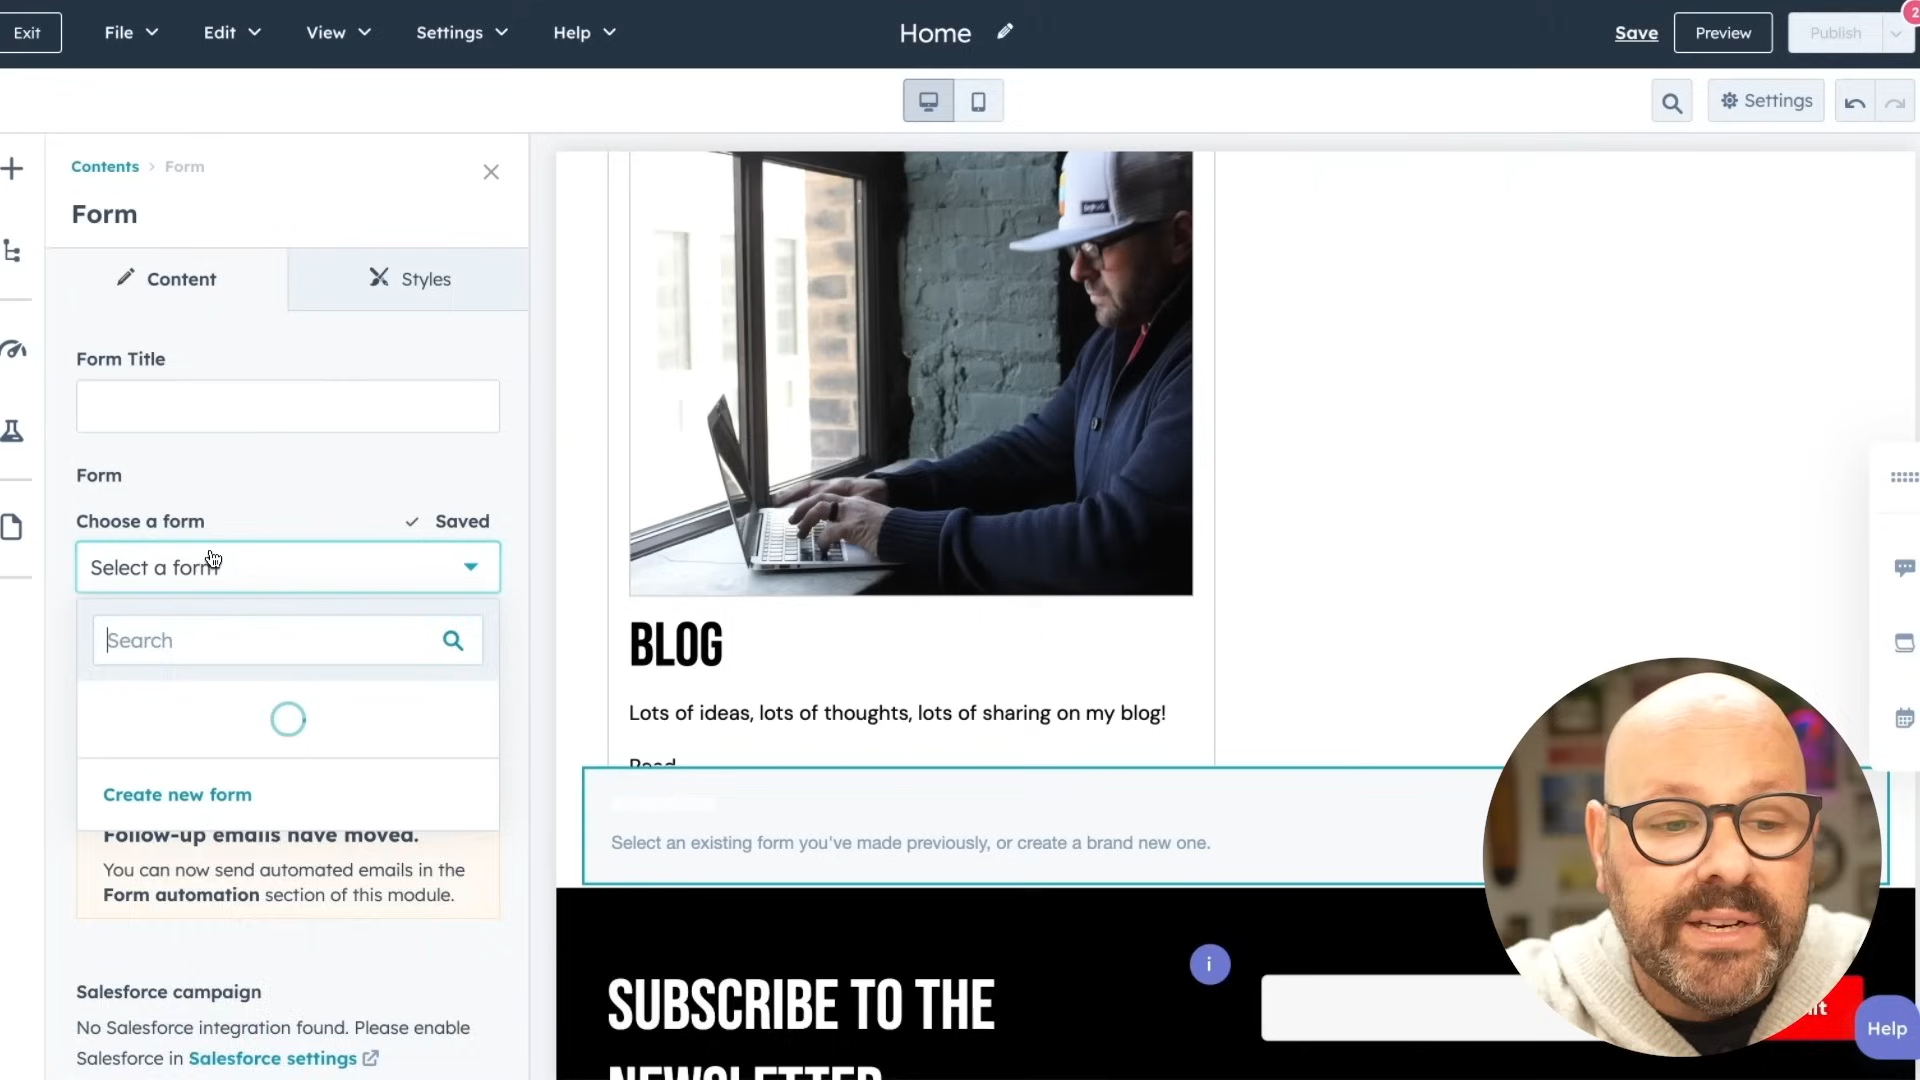 Exit
File
Edit
View
Settings
Help
Home
Save
Preview
Publish
2
Settings
Contents > Form
Form
Content
Styles
Form Title
Form
Choose a form
Saved
Select a form
Search
Create new form
Follow-up emails have moved.
You can now send automated emails in the
Form automation section of this module.
Salesforce campaign
No Salesforce integration found. Please enable
Salesforce in Salesforce settings
BLOG
Lots of ideas, lots of thoughts, lots of sharing on my blog!
Read
Select an existing form you've made previously, or create a brand new one.
SUBSCRIBE TO THE
NEWSLETTER
i
Help